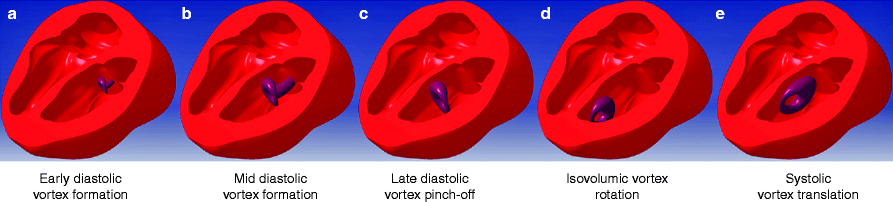 a
b
c
d
e
Early diastolic
vortex formation
Mid diastolic
vortex formation
Late diastolic
vortex pinch-off
Isovolumic vortex
rotation
Systolic
vortex translation